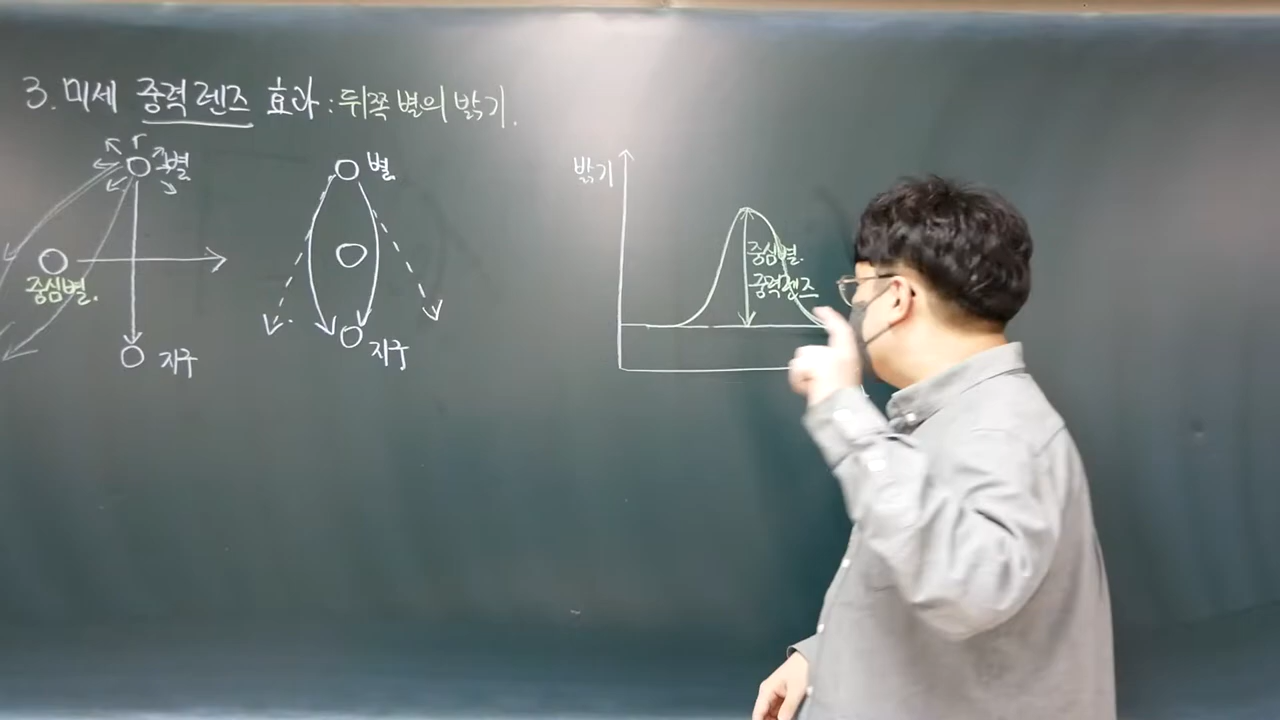 3. 미세 중력 렌즈 효과 : 뒤쪽 별의 밝기.
별
중심별.
지구
별
지구
밝기
중심별.
중력렌즈